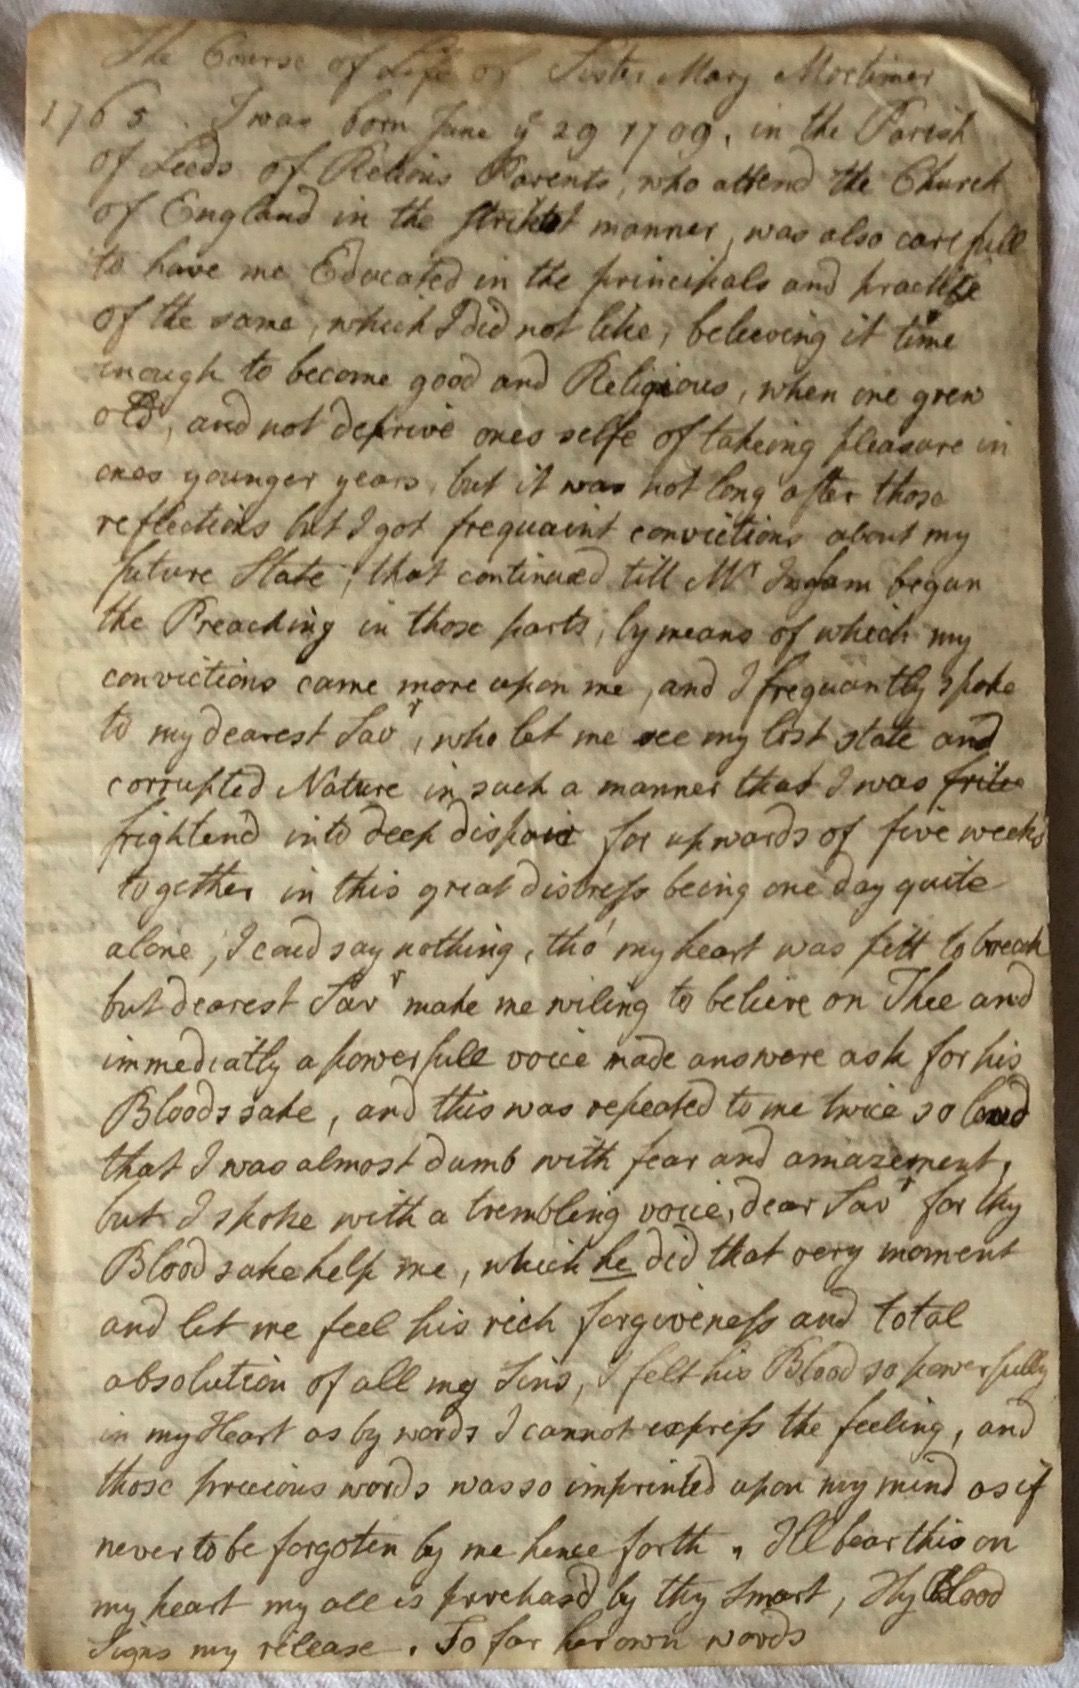 The Course of Life of Sister Mary Mortimer
1765. I was born June ye 29 1709. in the Parish
of Leeds of Relious Parents, who attend the Church
of England in the strictest manner, was also carefull
to have me Educated in the principals and practise
of the same, which I did not like, beleeving it time
enough to become good and Religious, when one grew
old, and not deprive ones selfe of takeing pleasure in
ones younger years, but it was not long after those
reflections but I got frequaint convictions about my
future State, that continued till Mr Ingham began
the Preaching in those parts, by means of which my
convictions came more upon me, and I frequantly spoke
to my dearest Savr, who let me see my lost state and
corrupted Nature in such a manner that I was
frightend into deep dispair for upwards of five weeks
together in this great distress being one day quite
alone, I coud say nothing, tho' my heart was fitt to break
but dearest Savr make me wiling to believe on Thee and
immediatly a powerfull voice made answere ask for his
Bloods sake, and this was repeated to me twice so loud
that I was almost dumb with fear and amazement,
but I spoke with a trembling voice, dear Savr for thy
Blood sake help me, which he did that very moment
and let me feel his rich forgiveness and total
absolution of all my Sins, I felt his Blood so powerfully
in my Heart as by words I cannot express the feeling, and
those precious words was so imprinted upon my mind as if
never to be forgoten by me hence forth „ Ill bear this on
my heart my all is purchas'd by thy Smart, Thy Blood
Signs my release. So far her own words